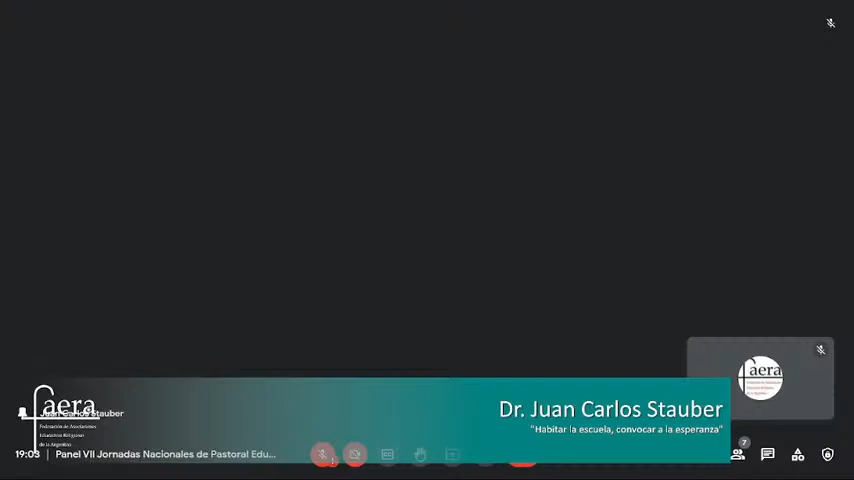 Dr. Juan Carlos Stauber
"Habitar la escuela, convocar a la esperanza"
faera
Juan Carlos Stauber
Federación de Asociaciones
Educativas Religiosas
de la Argentina
faera
7
19:03 | Panel VII Jornadas Nacionales de Pastoral Edu...